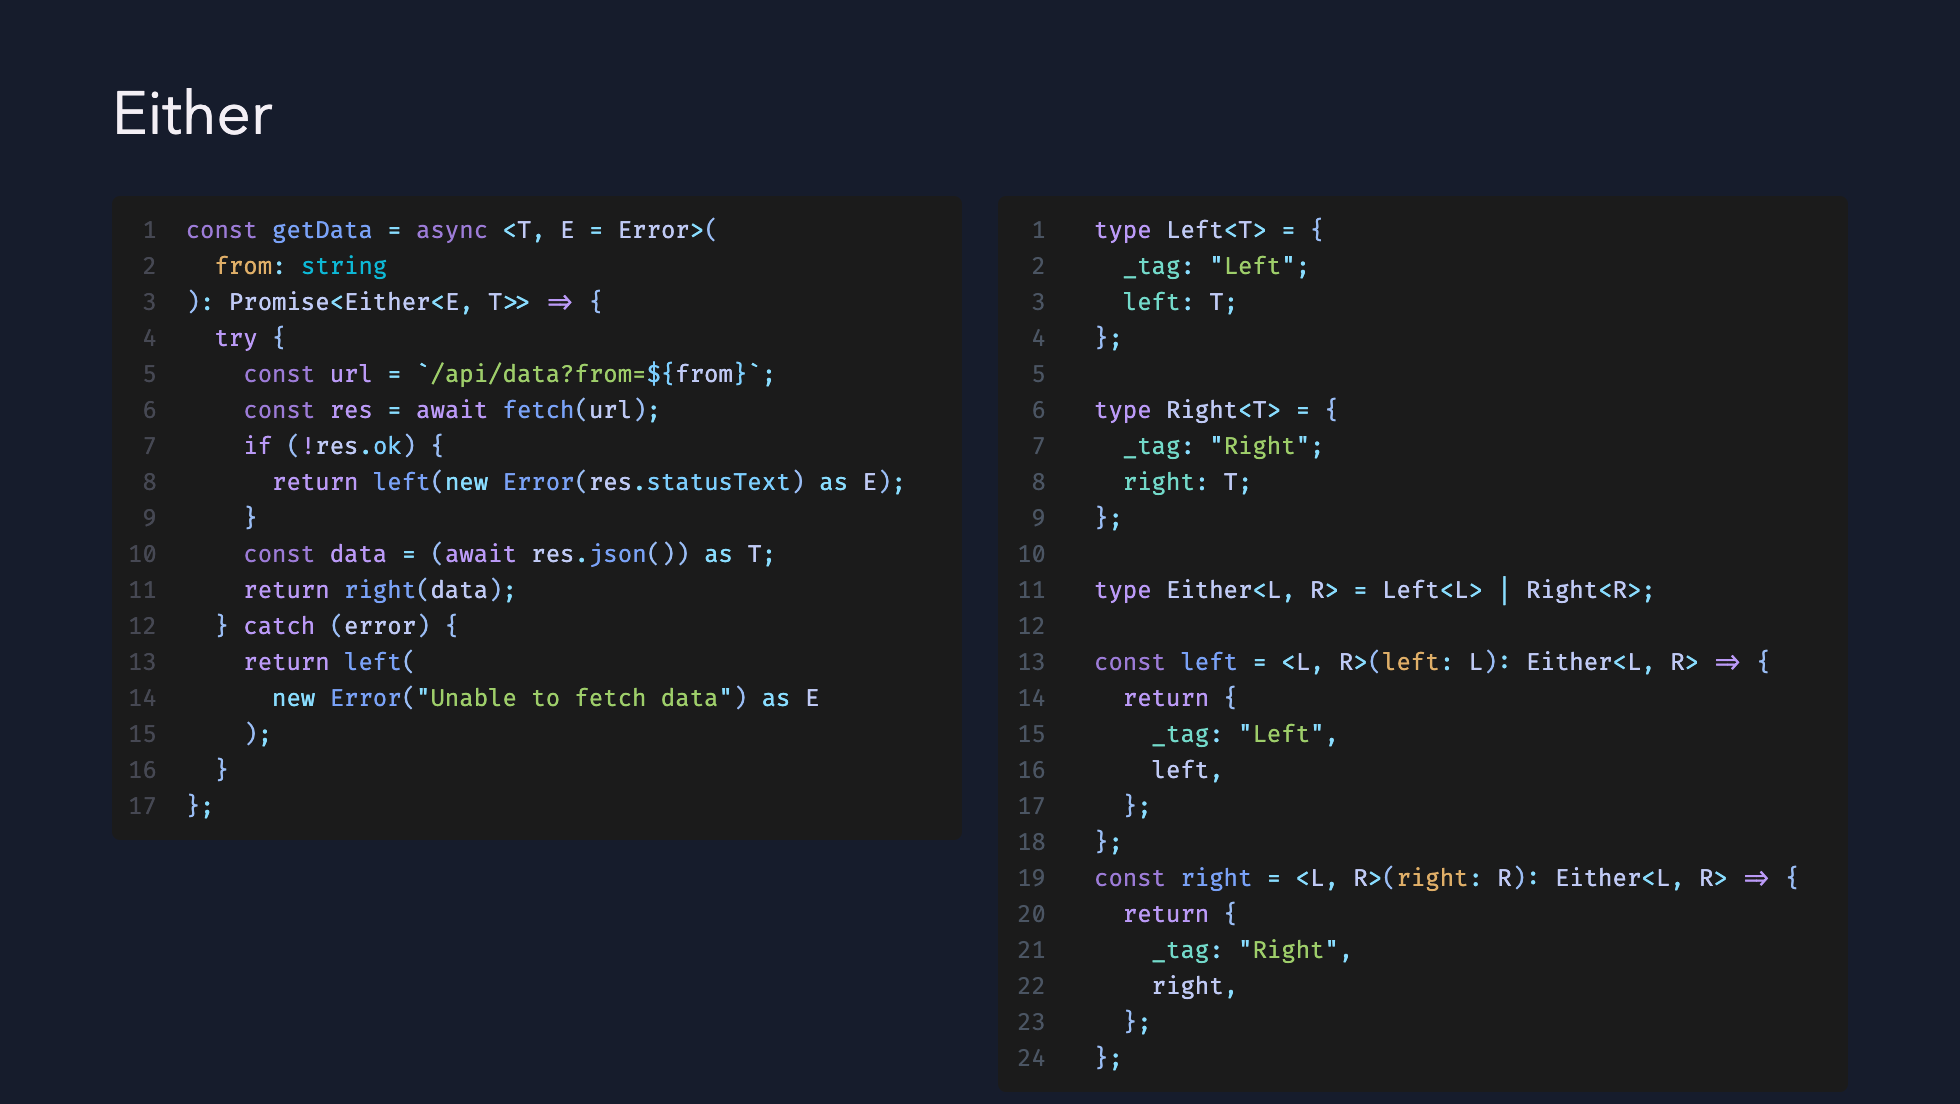 Either
1 const getData = async <T, E = Error>(
2   from: string
3 ): Promise<Either<E, T>> => {
4   try {
5     const url = `/api/data?from=${from}`;
6     const res = await fetch(url);
7     if (!res.ok) {
8       return left(new Error(res.statusText) as E);
9     }
10     const data = (await res.json()) as T;
11     return right(data);
12   } catch (error) {
13     return left(
14       new Error("Unable to fetch data") as E
15     );
16   }
17 };
1 type Left<T> = {
2   _tag: "Left";
3   left: T;
4 };
5
6 type Right<T> = {
7   _tag: "Right";
8   right: T;
9 };
10
11 type Either<L, R> = Left<L> | Right<R>;
12
13 const left = <L, R>(left: L): Either<L, R> => {
14   return {
15     _tag: "Left",
16     left,
17   };
18 };
19 const right = <L, R>(right: R): Either<L, R> => {
20   return {
21     _tag: "Right",
22     right,
23   };
24 };